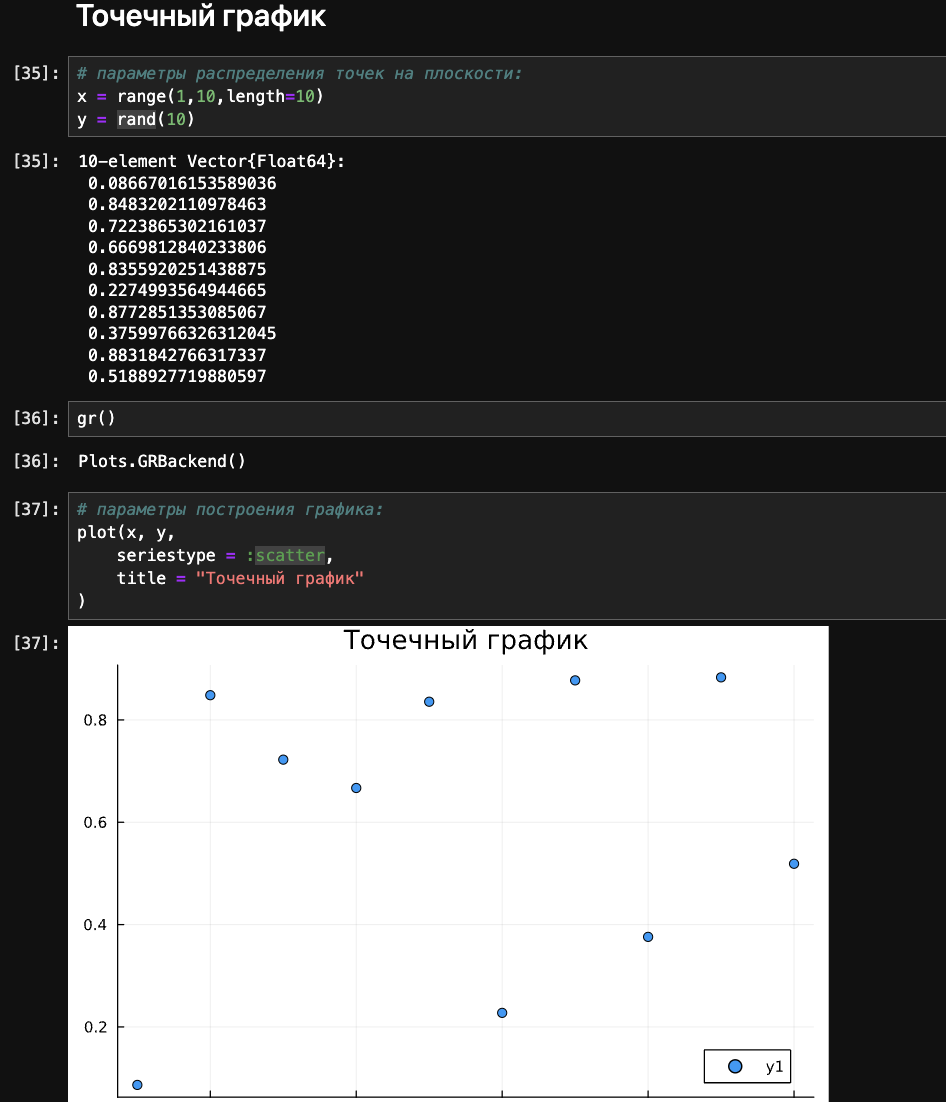 Точечный график
[35]: # параметры распределения точек на плоскости:
x = range(1,10,length=10)
y = rand(10)
[35]: 10-element Vector{Float64}:
0.08667016153589036
0.8483202110978463
0.7223865302161037
0.6669812840233806
0.8355920251438875
0.2274993564944665
0.8772851353085067
0.37599766326312045
0.8831842766317337
0.5188927719880597
[36]: gr()
[36]: Plots.GRBackend()
[37]: # параметры построения графика:
plot(x, y,
seriestype = :scatter,
title = "Точечный график"
)
[37]:
Точечный график
0.8
0.6
0.4
0.2
y1